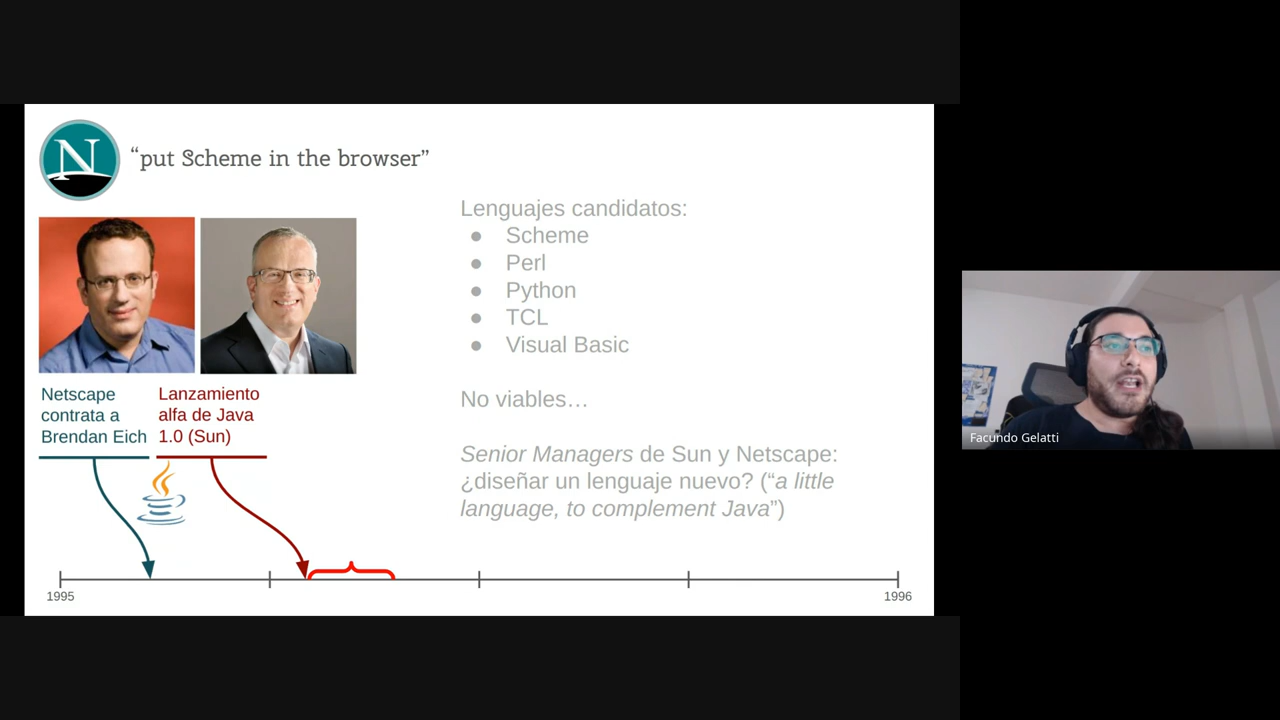 N
“put Scheme in the browser”
Lenguajes candidatos:
● Scheme
● Perl
● Python
● TCL
● Visual Basic
No viables…
Senior Managers de Sun y Netscape:
¿diseñar un lenguaje nuevo? (“a little
language, to complement Java”)
Netscape
contrata a
Brendan Eich
Lanzamiento
alfa de Java
1.0 (Sun)
1995
1996
Facundo Gelatti